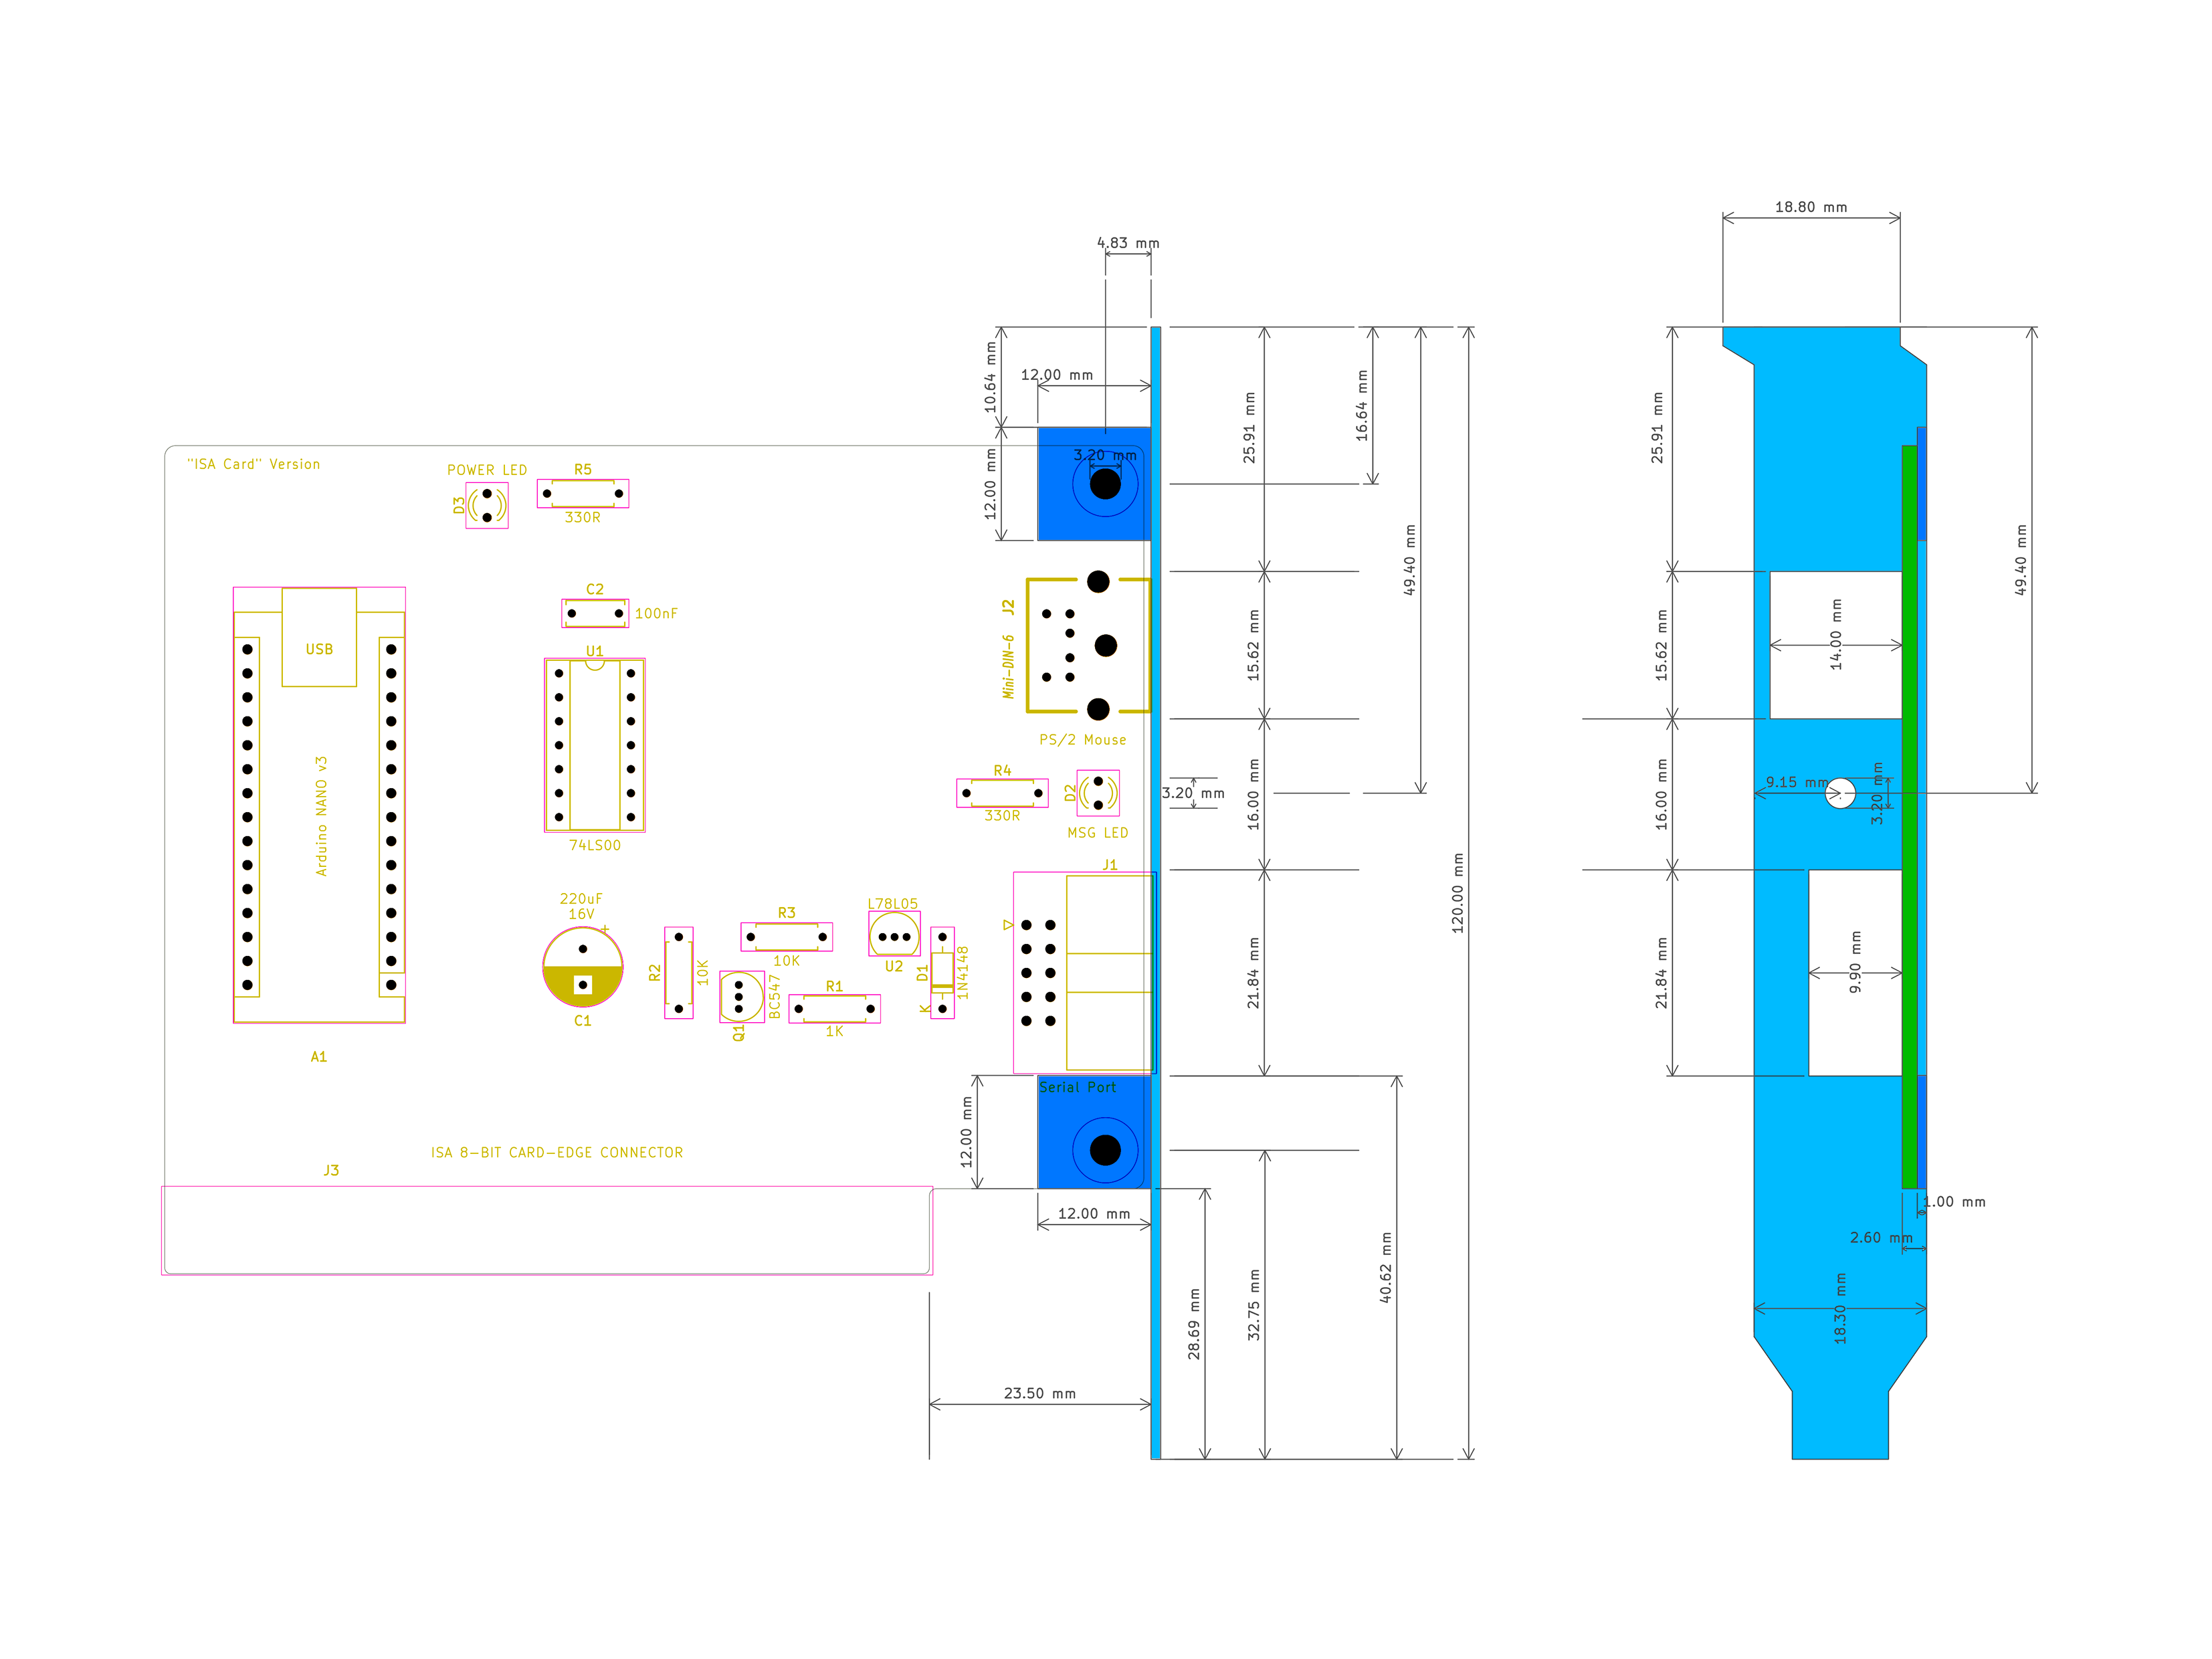 18.80 mm
4.83 mm
10.64 mm
12.00 mm
25.91 mm
16.64 mm
25.91 mm
"ISA Card" Version
POWER LED
R5
D3
330R
12.00 mm
3.20 mm
49.40 mm
49.40 mm
C2
100nF
J2
Mini-DIN-6
15.62 mm
15.62 mm
14.00 mm
USB
U1
PS/2 Mouse
Arduino NANO v3
74LS00
R4
330R
D2
MSG LED
3.20 mm
16.00 mm
16.00 mm
9.15 mm
3.20 mm
120.00 mm
J1
220uF
16V
+
C1
R2
10K
R3
10K
L78L05
U2
D1
1N4148
K
Q1
BC547
R1
1K
21.84 mm
21.84 mm
9.90 mm
A1
Serial Port
12.00 mm
ISA 8-BIT CARD-EDGE CONNECTOR
J3
12.00 mm
1.00 mm
2.60 mm
28.69 mm
32.75 mm
40.62 mm
18.30 mm
23.50 mm